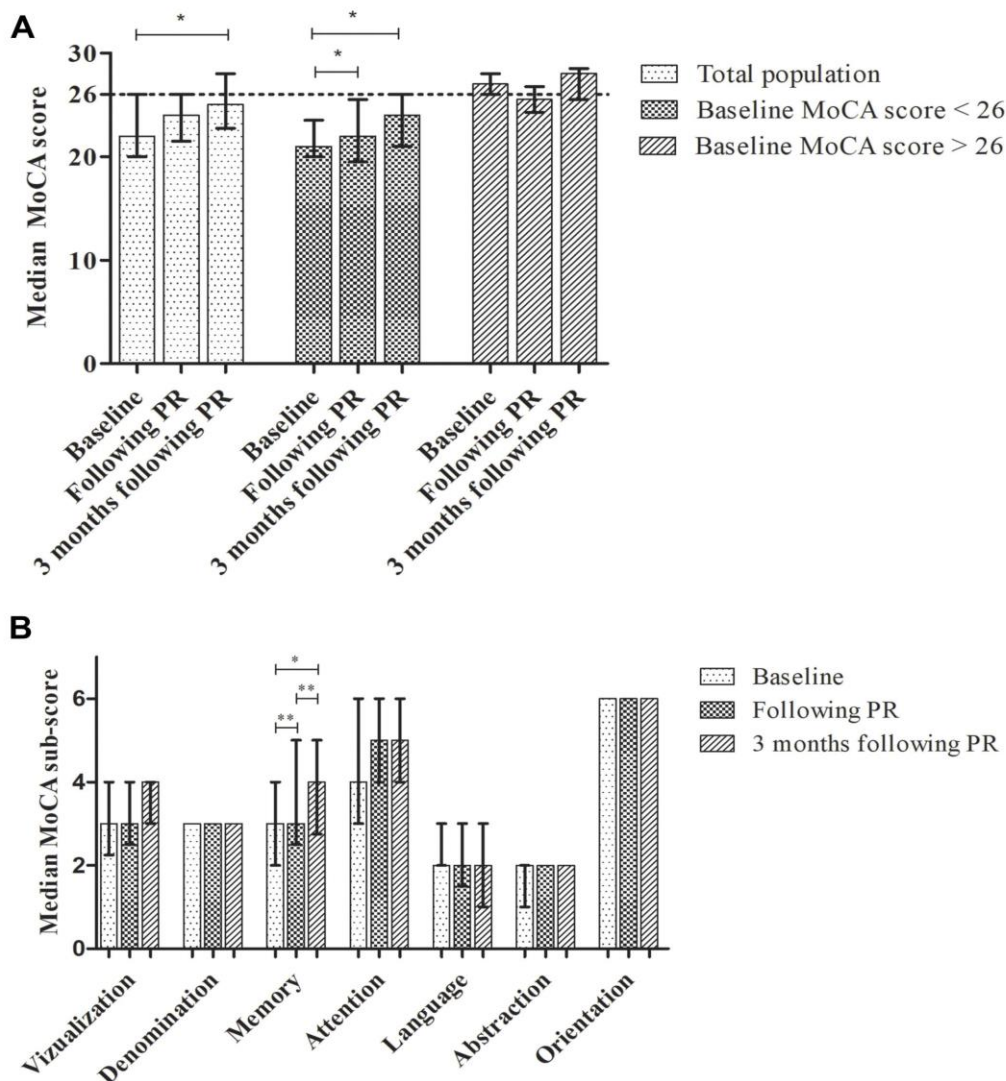 A
*
*
*
30
26
20
10
0
Median MoCA score
Total population
Baseline MoCA score < 26
Baseline MoCA score > 26
Baseline
Following PR
3 months following PR
Baseline
Following PR
3 months following PR
Baseline
Following PR
3 months following PR
B
Median MoCA sub-score
6
4
2
0
*
**
**
Baseline
Following PR
3 months following PR
Vizualization
Denomination
Memory
Attention
Language
Abstraction
Orientation